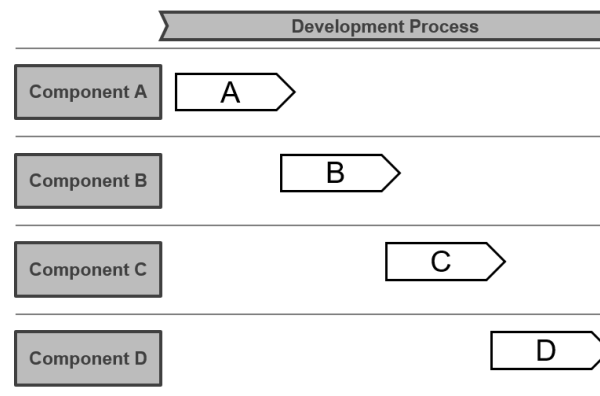 Development Process
Component A
A
Component B
B
Component C
C
Component D
D